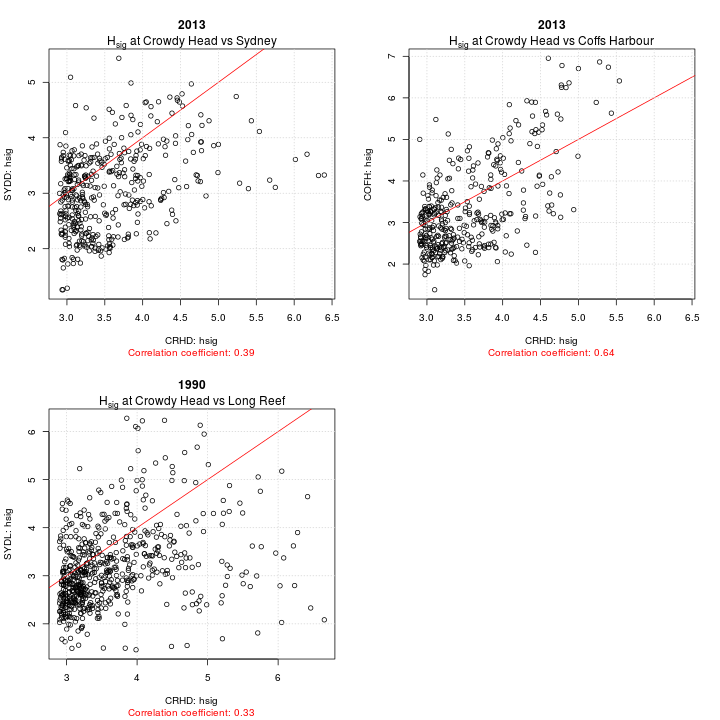 2013
Hsig at Crowdy Head vs Sydney
5
4
3
2
SYDD: hsig
3.0 3.5 4.0 4.5 5.0 5.5 6.0 6.5
CRHD: hsig
Correlation coefficient: 0.39
2013
Hsig at Crowdy Head vs Coffs Harbour
7
6
5
4
3
2
COFH: hsig
3.0 3.5 4.0 4.5 5.0 5.5 6.0 6.5
CRHD: hsig
Correlation coefficient: 0.64
1990
Hsig at Crowdy Head vs Long Reef
6
5
4
3
2
SYDL: hsig
3 4 5 6
CRHD: hsig
Correlation coefficient: 0.33